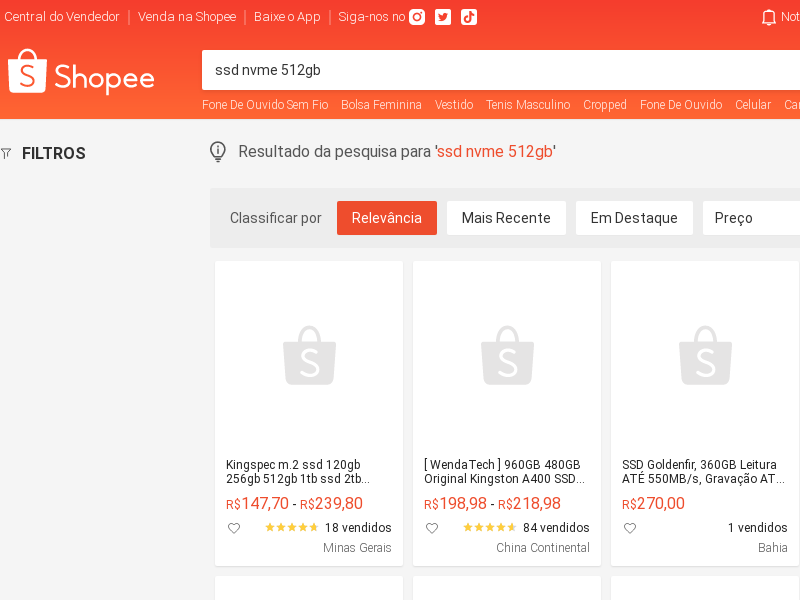 Central do Vendedor | Venda na Shopee | Baixe o App | Siga-nos no
Not
Shopee
ssd nvme 512gb
Fone De Ouvido Sem Fio Bolsa Feminina Vestido Tenis Masculino Cropped Fone De Ouvido Celular Car
FILTROS
Resultado da pesquisa para 'ssd nvme 512gb'
Classificar por Relevância Mais Recente Em Destaque Preço
Kingspec m.2 ssd 120gb
256gb 512gb 1tb ssd 2tb...
R$147,70 - R$239,80
18 vendidos
Minas Gerais
[ WendaTech ] 960GB 480GB
Original Kingston A400 SSD...
R$198,98 - R$218,98
84 vendidos
China Continental
SSD Goldenfir, 360GB Leitura
ATÉ 550MB/s, Gravação AT...
R$270,00
1 vendidos
Bahia